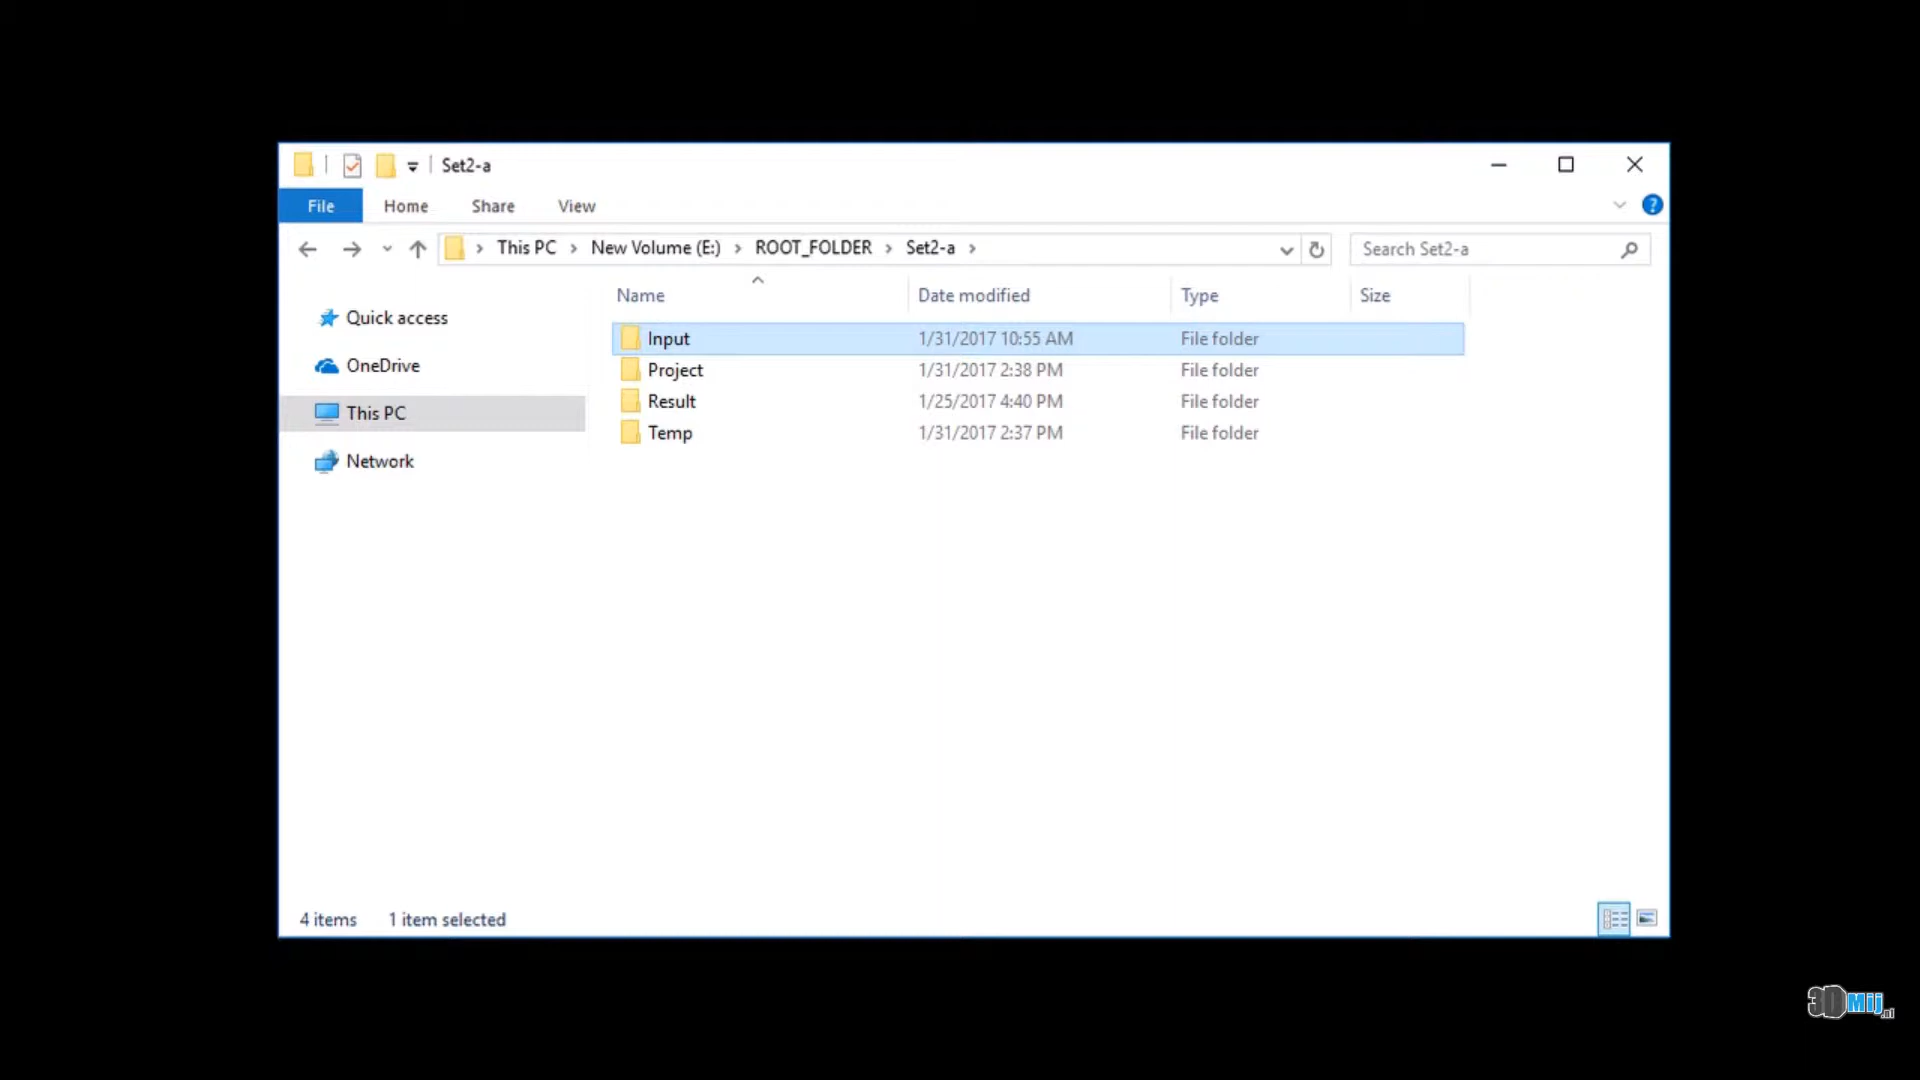 Set2-a
File Home Share View
This PC New Volume (E:) ROOT_FOLDER Set2-a
Search Set2-a
Name Date modified Type Size
Quick access
OneDrive
This PC
Network
Input 1/31/2017 10:55 AM File folder
Project 1/31/2017 2:38 PM File folder
Result 1/25/2017 4:40 PM File folder
Temp 1/31/2017 2:37 PM File folder
4 items 1 item selected
3DMij.nl